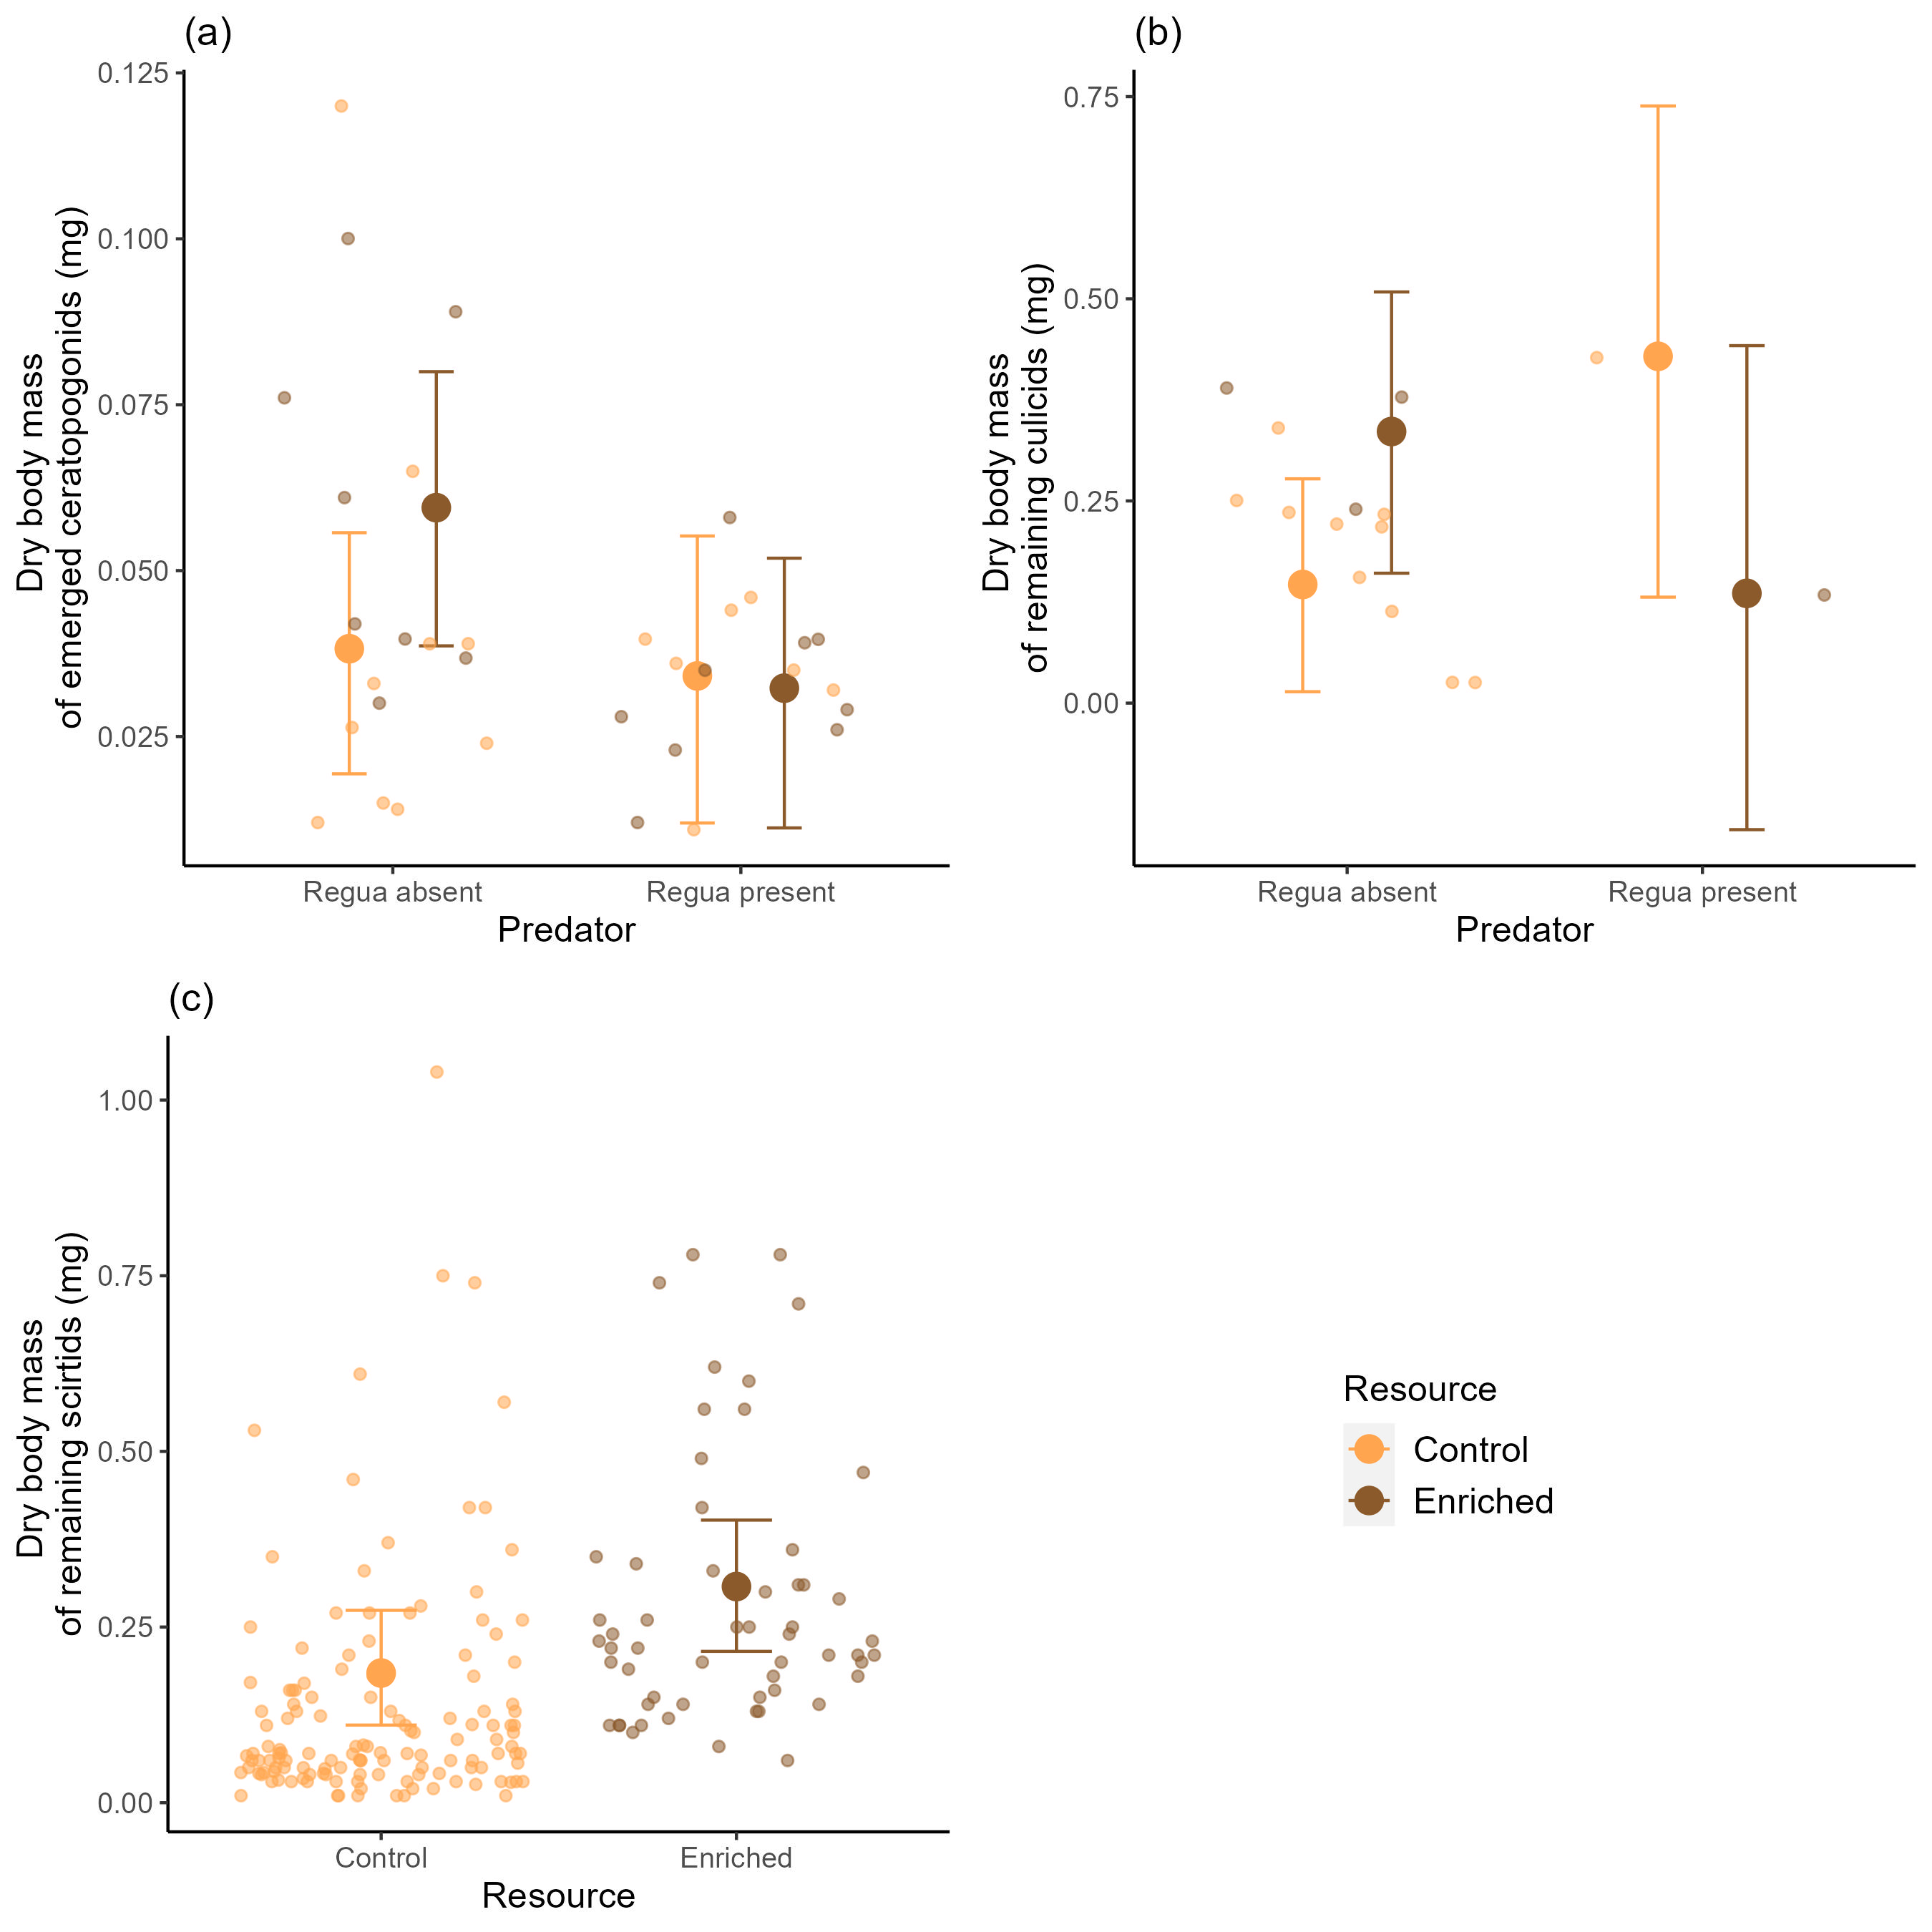 (a)
0.125
0.100
0.075
0.050
0.025
Dry body mass
of emerged ceratopogonids (mg)
Regua absent
Regua present
Predator
(b)
0.75
0.50
0.25
0.00
Dry body mass
of remaining culicids (mg)
Regua absent
Regua present
Predator
(c)
1.00
0.75
0.50
0.25
0.00
Dry body mass
of remaining scirtids (mg)
Control
Enriched
Resource
Resource
Control
Enriched